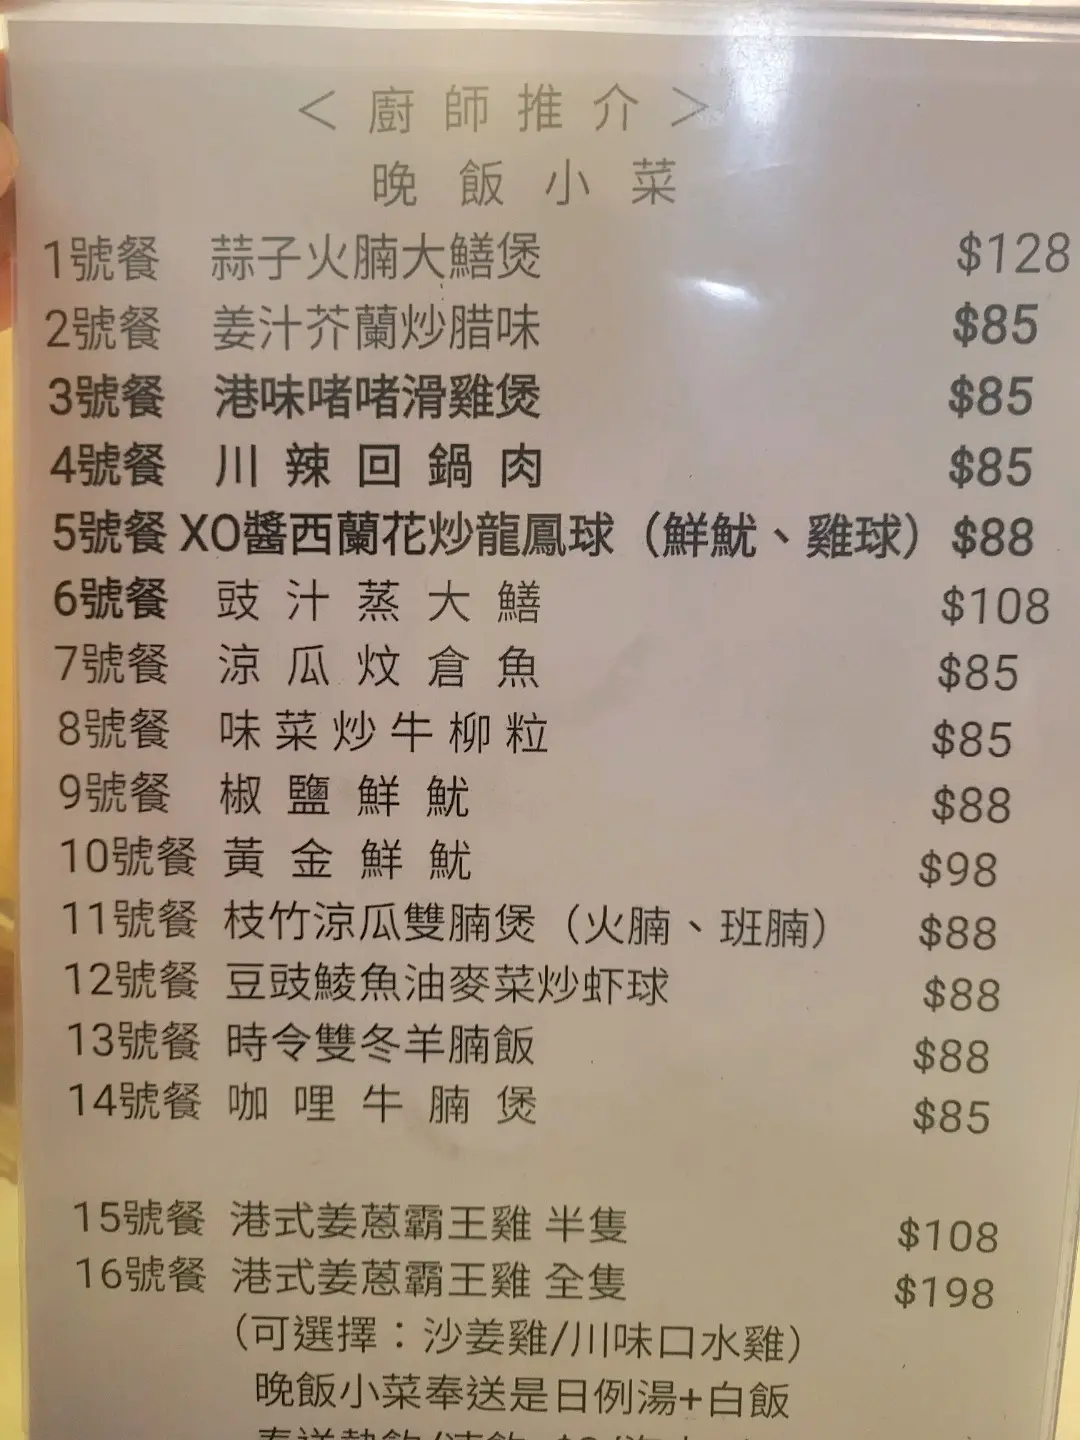 ＜廚師推介＞
晚飯小菜
1號餐 蒜子火腩大鱔煲 $128
2號餐 姜汁芥蘭炒腊味 $85
3號餐 港味啫啫滑雞煲 $85
4號餐 川辣回鍋肉 $85
5號餐 XO醬西蘭花炒龍鳳球（鮮魷、雞球） $88
6號餐 豉汁蒸大鱔 $108
7號餐 涼瓜炆倉魚 $85
8號餐 味菜炒牛柳粒 $85
9號餐 椒鹽鮮魷 $88
10號餐 黃金鮮魷 $98
11號餐 枝竹涼瓜雙腩煲（火腩、班腩） $88
12號餐 豆豉鯪魚油麥菜炒虾球 $88
13號餐 時令雙冬羊腩飯 $88
14號餐 咖哩牛腩煲 $85
15號餐 港式姜蔥霸王雞 半隻 $108
16號餐 港式姜蔥霸王雞 全隻 $198
（可選擇：沙姜雞/川味口水雞）
晚飯小菜奉送是日例湯+白飯